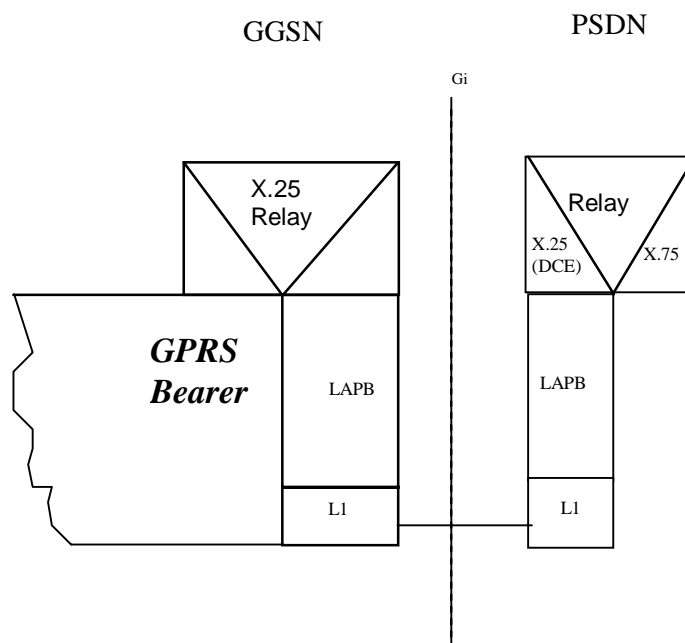 GGSN
PSDN
Gi
X.25
Relay
Relay
X.25
(DCE)
X.75
GPRS
Bearer
LAPB
LAPB
L1
L1